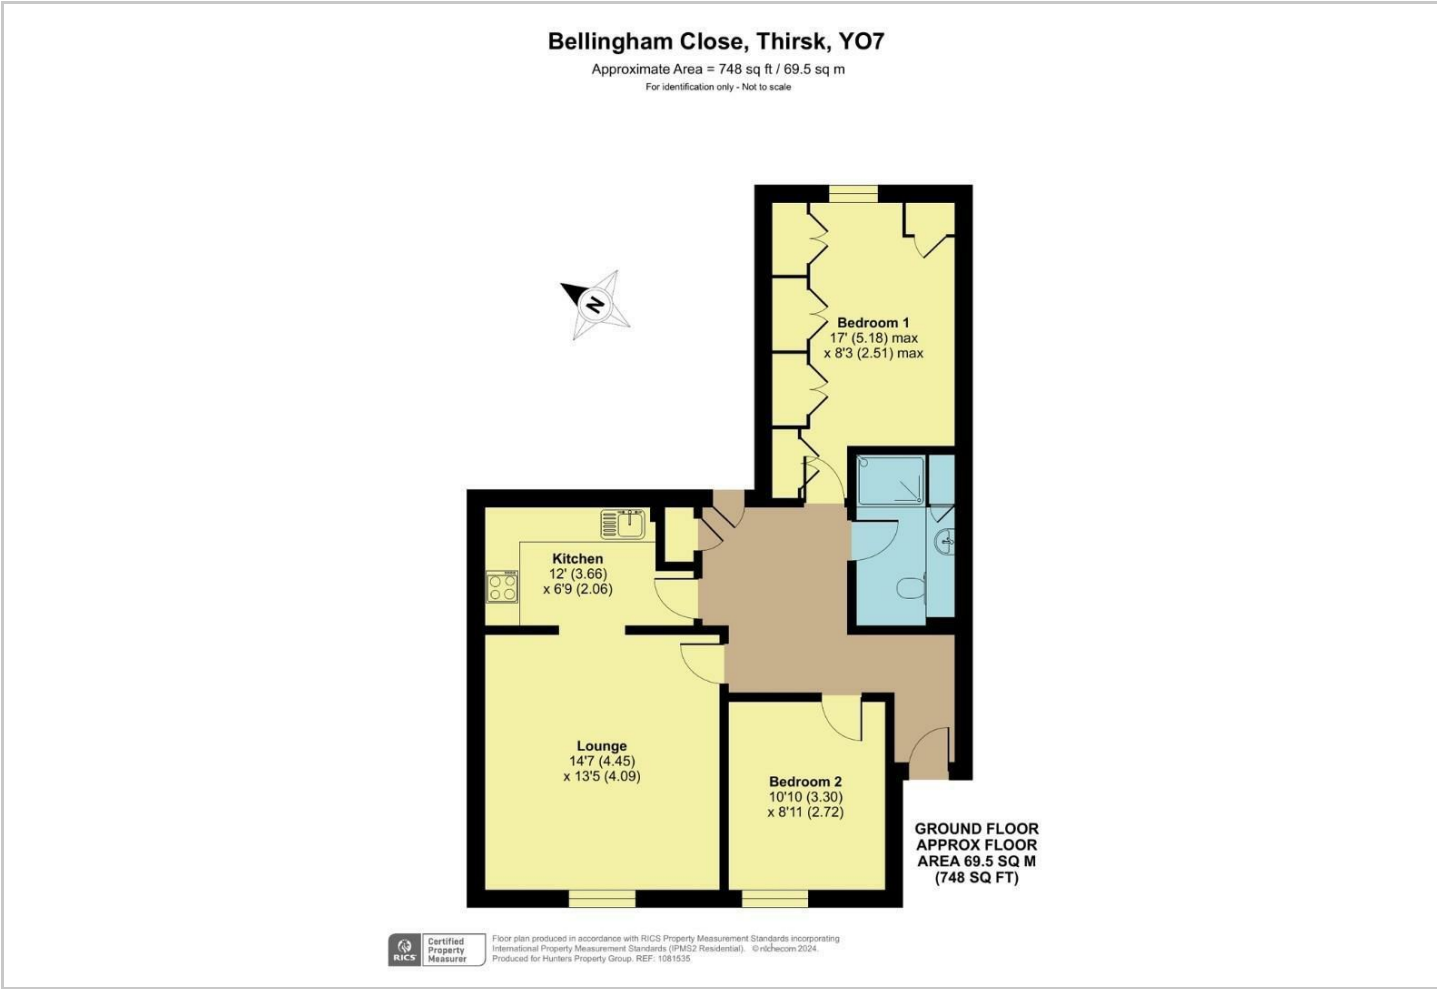 Bellingham Close, Thirsk, YO7
Approximate Area = 748 sq ft / 69.5 sq m
For identification only - Not to scale
N
Bedroom 1
17' (5.18) max
x 8'3 (2.51) max
Kitchen
12' (3.66)
x 6'9 (2.06)
Lounge
14'7 (4.45)
x 13'5 (4.09)
Bedroom 2
10'10 (3.30)
x 8'11 (2.72)
GROUND FLOOR
APPROX FLOOR
AREA 69.5 SQ M
(748 SQ FT)
RICS
Certified
Property
Measurer
Floor plan produced in accordance with RICS Property Measurement Standards incorporating
International Property Measurement Standards (IPMS2 Residential). © 2024.
Produced for Hunters Property Group. REF: 1081535